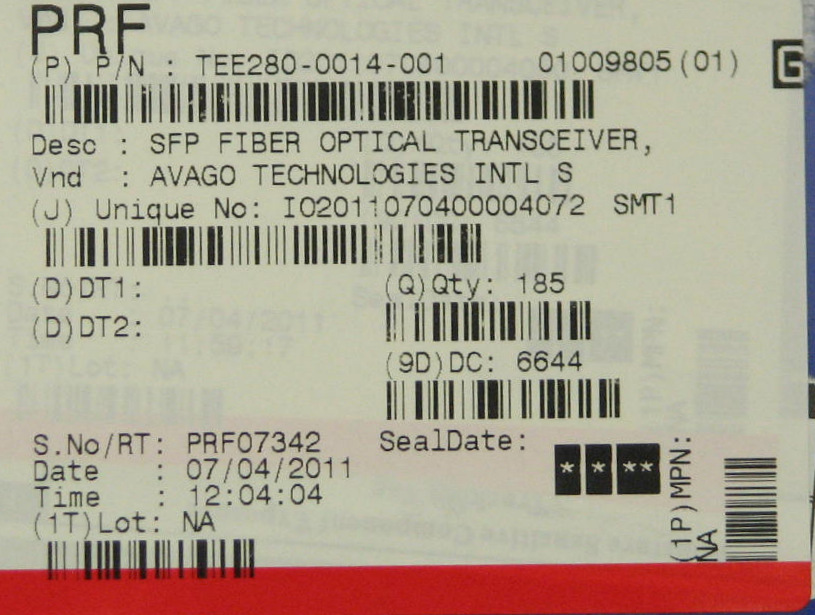 PRF
(P) P/N : TEE280-0014-001 01009805(01)
G
Desc : SFP FIBER OPTICAL TRANSCEIVER,
Vnd : AVAGO TECHNOLOGIES INTL S
(J) Unique No: IO2011070400004072 SMT1
(D)DT1:
(Q)Qty: 185
(D)DT2:
(9D)DC: 6644
S.No/RT: PRF07342
SealDate:
* * **
Date : 07/04/2011
Time : 12:04:04
(1T)Lot: NA
(1P)MPN:
NA